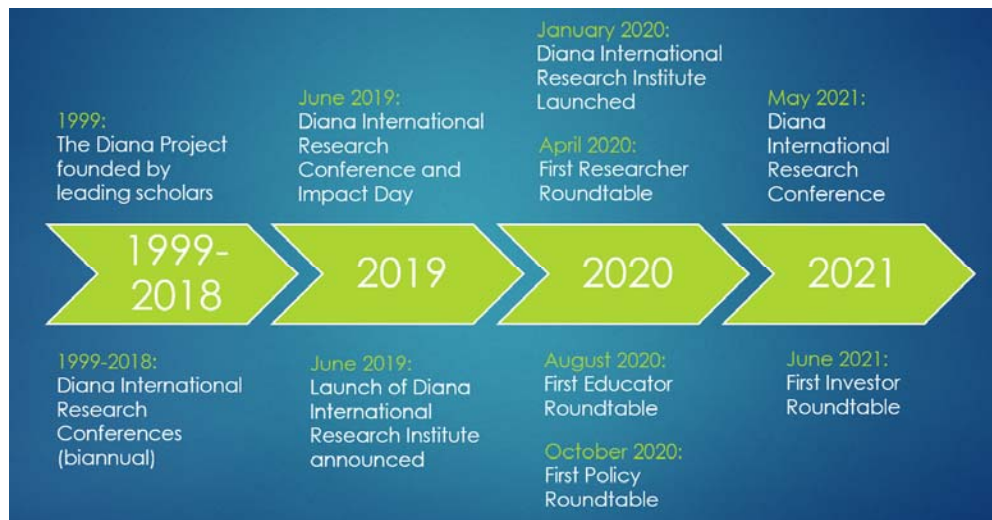 1999:
The Diana Project
founded by
leading scholars
June 2019:
Diana International
Research
Conference and
Impact Day
January 2020:
Diana International
Research Institute
Launched
April 2020:
First Researcher
Roundtable
May 2021:
Diana
International
Research
Conference
1999-
2018
2019
2020
2021
1999-2018:
Diana International
Research
Conferences
(biannual)
June 2019:
Launch of Diana
International
Research Institute
announced
August 2020:
First Educator
Roundtable
October 2020:
First Policy
Roundtable
June 2021:
First Investor
Roundtable